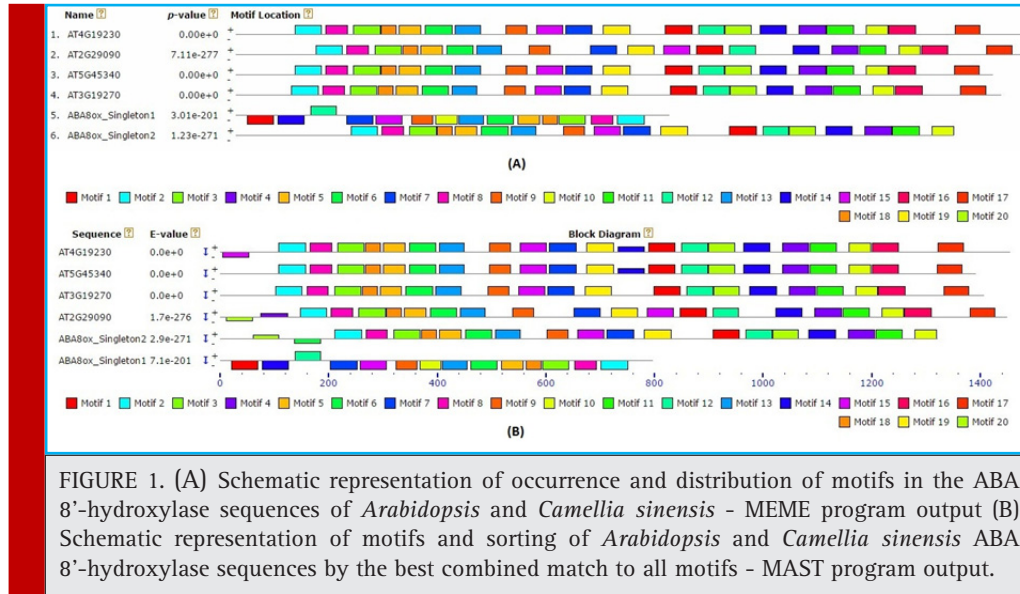 Name ? p-value ? Motif Location ?
1. AT4G19230 0.00e+0 + -
2. AT2G29090 7.11e-277 + -
3. AT5G45340 0.00e+0 + -
4. AT3G19270 0.00e+0 + -
5. ABA8ox_Singleton1 3.01e-201 + -
6. ABA8ox_Singleton2 1.23e-271 + -
(A)
Motif 1 Motif 2 Motif 3 Motif 4 Motif 5 Motif 6 Motif 7 Motif 8 Motif 9 Motif 10 Motif 11 Motif 12 Motif 13 Motif 14 Motif 15 Motif 16 Motif 17
Motif 18 Motif 19 Motif 20
Sequence ? E-value ? Block Diagram ?
AT4G19230 0.0e+0 ↧ + -
AT5G45340 0.0e+0 ↧ + -
AT3G19270 0.0e+0 ↧ + -
AT2G29090 1.7e-276 ↧ + -
ABA8ox_Singleton2 2.9e-271 ↧ + -
ABA8ox_Singleton1 7.1e-201 ↧ + -
0 200 400 600 800 1000 1200 1400
Motif 1 Motif 2 Motif 3 Motif 4 Motif 5 Motif 6 Motif 7 Motif 8 Motif 9 Motif 10 Motif 11 Motif 12 Motif 13 Motif 14 Motif 15 Motif 16 Motif 17
Motif 18 Motif 19 Motif 20
(B)
FIGURE 1. (A) Schematic representation of occurrence and distribution of motifs in the ABA
8’-hydroxylase sequences of Arabidopsis and Camellia sinensis - MEME program output (B)
Schematic representation of motifs and sorting of Arabidopsis and Camellia sinensis ABA
8’-hydroxylase sequences by the best combined match to all motifs - MAST program output.